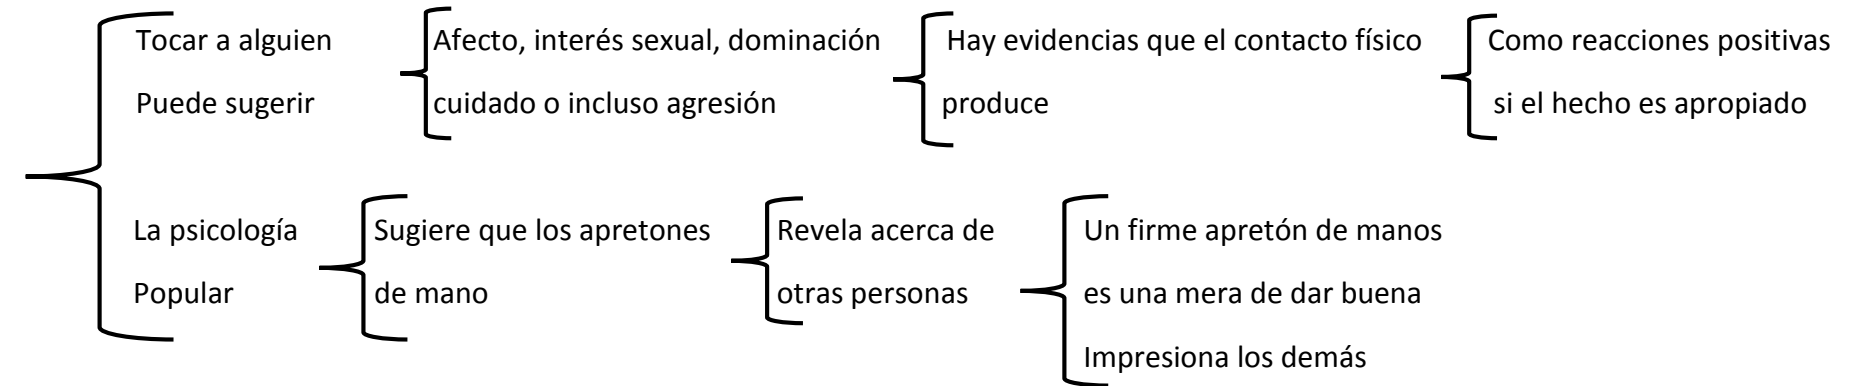 Tocar a alguien
Puede sugerir
Afecto, interés sexual, dominación
cuidado o incluso agresión
Hay evidencias que el contacto físico
produce
Como reacciones positivas
si el hecho es apropiado
La psicología
Popular
Sugiere que los apretones
de mano
Revela acerca de
otras personas
Un firme apretón de manos
es una mera de dar buena
Impresiona los demás